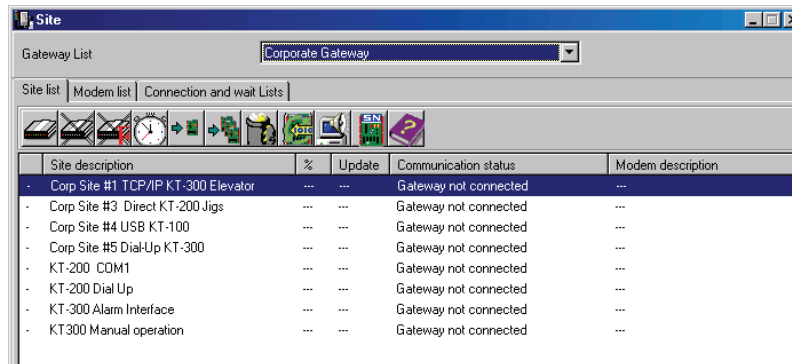 Site
Gateway List Corporate Gateway
Site list Modem list Connection and wait Lists
SN
Site description % Update Communication status Modem description
- Corp Site #1 TCP/IP KT-300 Elevator --- --- Gateway not connected ---
- Corp Site #3 Direct KT-200 Jigs --- --- Gateway not connected ---
- Corp Site #4 USB KT-100 --- --- Gateway not connected ---
- Corp Site #5 Dial-Up KT-300 --- --- Gateway not connected ---
- KT-200 COM1 --- --- Gateway not connected ---
- KT-200 Dial Up --- --- Gateway not connected ---
- KT-300 Alarm Interface --- --- Gateway not connected ---
- KT300 Manual operation --- --- Gateway not connected ---